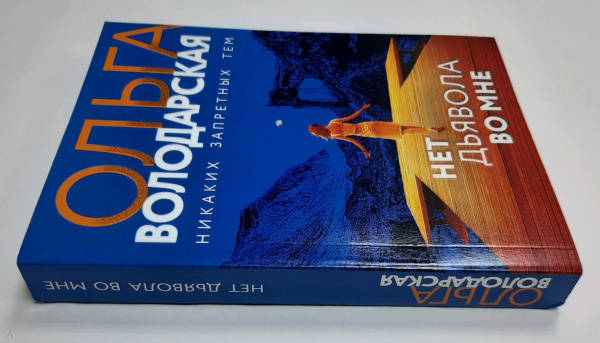 ОЛЬГА
ВОЛОДАРСКАЯ
НИКАКИХ ЗАПРЕТНЫХ ТЕМ
НЕТ
ДЬЯВОЛА
ВО МНЕ
ОЛЬГА
ВОЛОДАРСКАЯ
НЕТ ДЬЯВОЛА ВО МНЕ